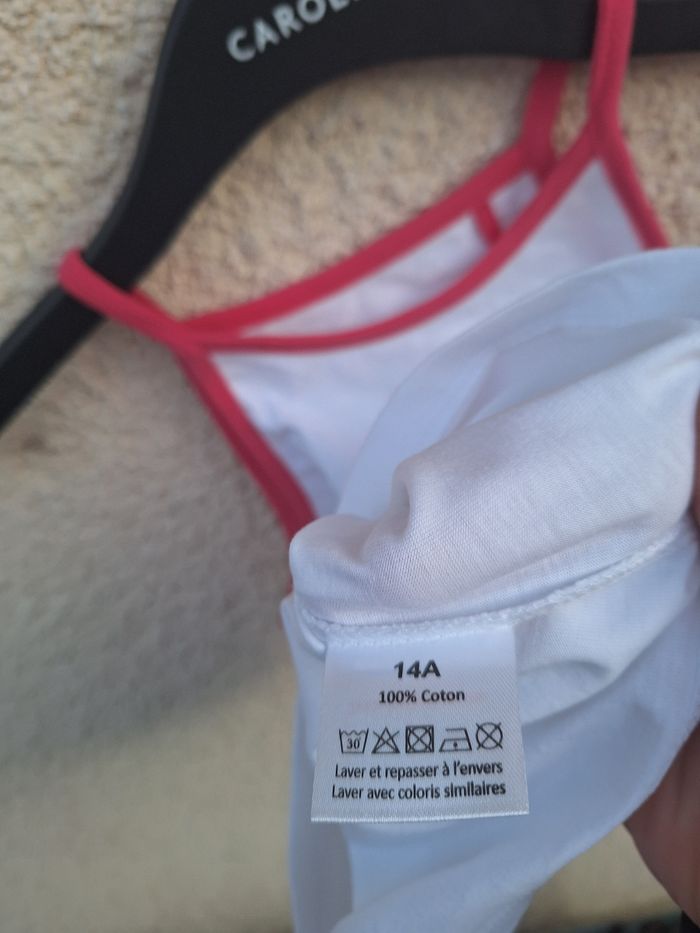 14A
100% Coton
30
Laver et repasser à l'envers
Laver avec coloris similaires